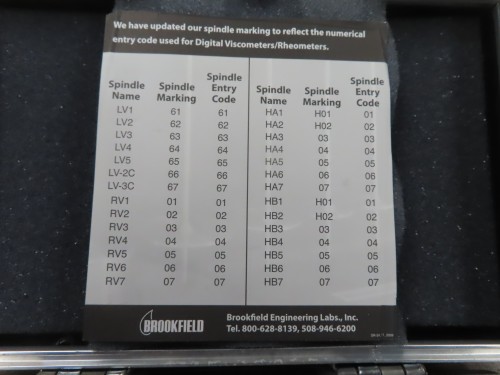 We have updated our spindle marking to reflect the numerical
entry code used for Digital Viscometers/Rheometers.
Spindle Name Spindle Marking Spindle Entry Code Spindle Name Spindle Marking Spindle Entry Code
LV1 61 61 HA1 H01 01
LV2 62 62 HA2 H02 02
LV3 63 63 HA3 03 03
LV4 64 64 HA4 04 04
LV5 65 65 HA5 05 05
LV-2C 66 66 HA6 06 06
LV-3C 67 67 HA7 07 07
RV1 01 01 HB1 H01 01
RV2 02 02 HB2 H02 02
RV3 03 03 HB3 03 03
RV4 04 04 HB4 04 04
RV5 05 05 HB5 05 05
RV6 06 06 HB6 06 06
RV7 07 07 HB7 07 07
BROOKFIELD
Brookfield Engineering Labs., Inc.
Tel. 800-628-8139, 508-946-6200